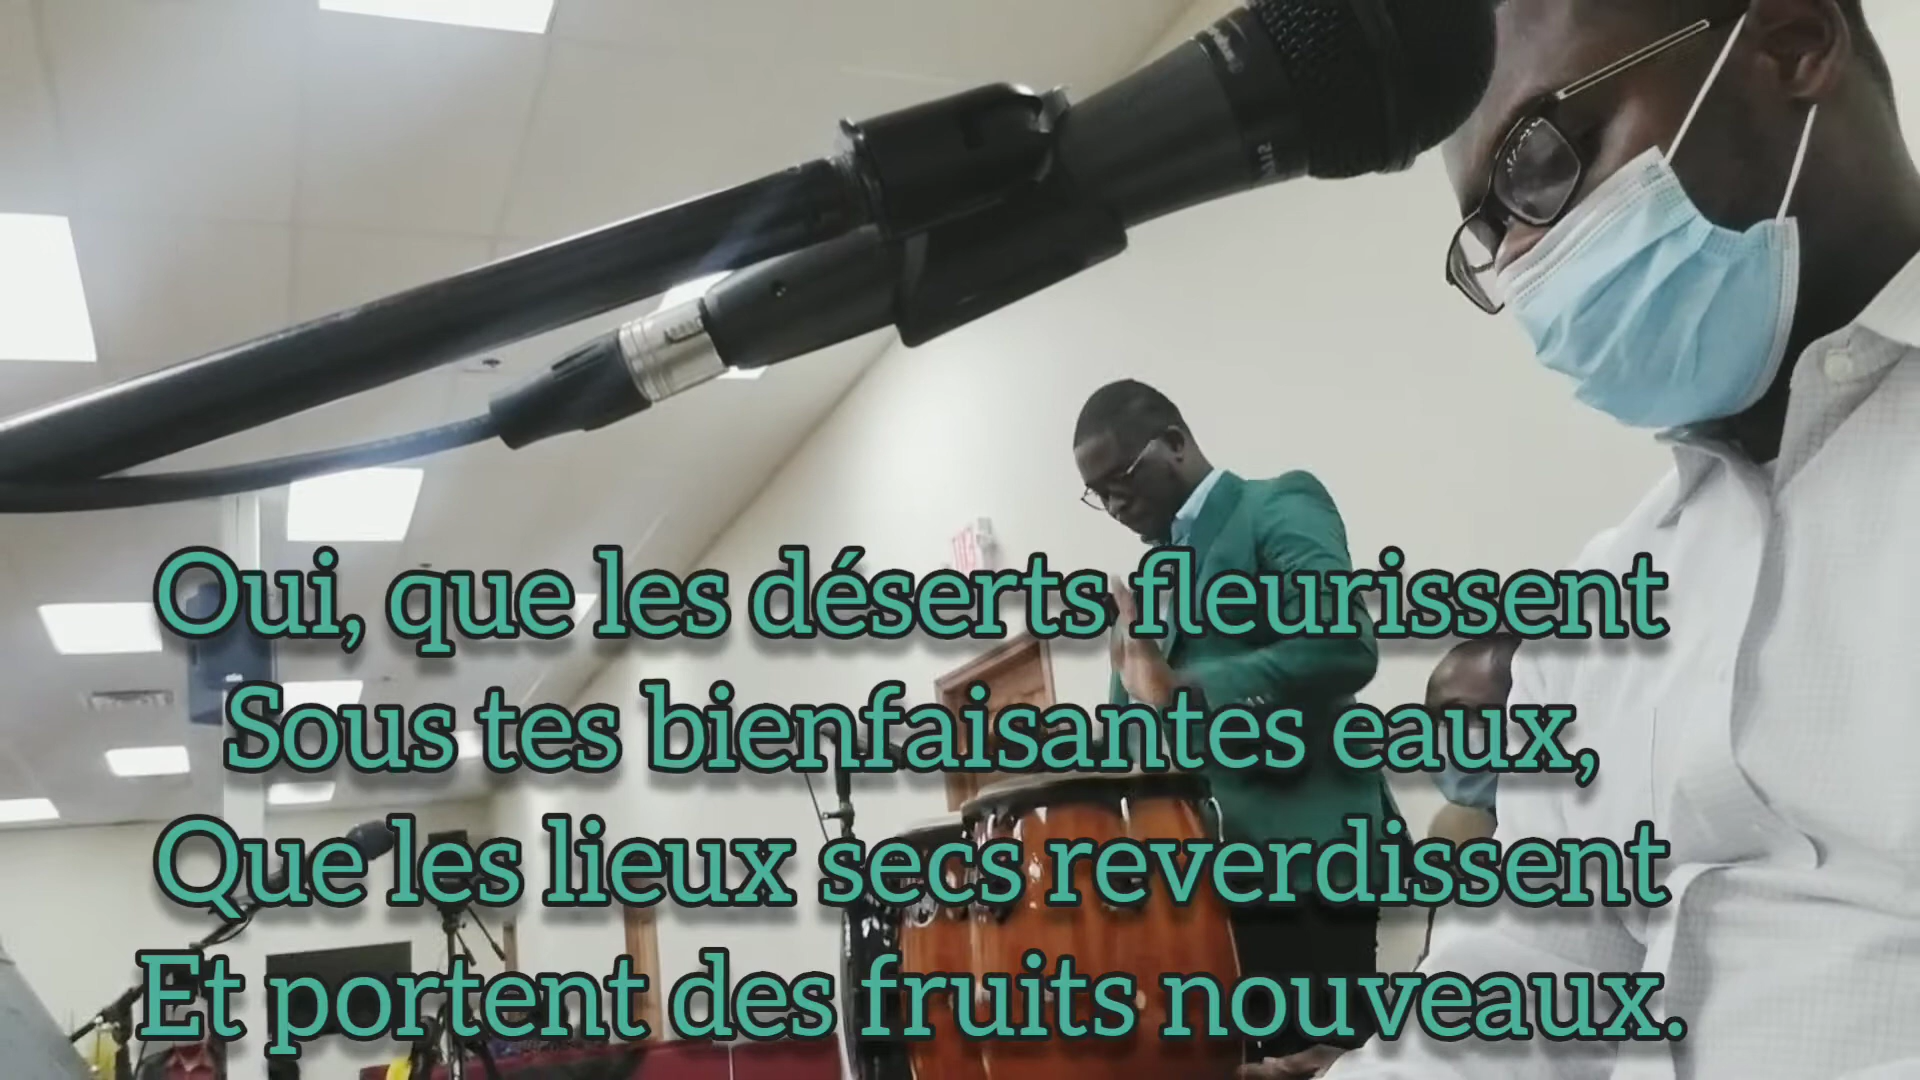 Oui, que les déserts fleurissent
Sous tes bienfaisantes eaux,
Que les lieux secs reverdissent
Et portent des fruits nouveaux.